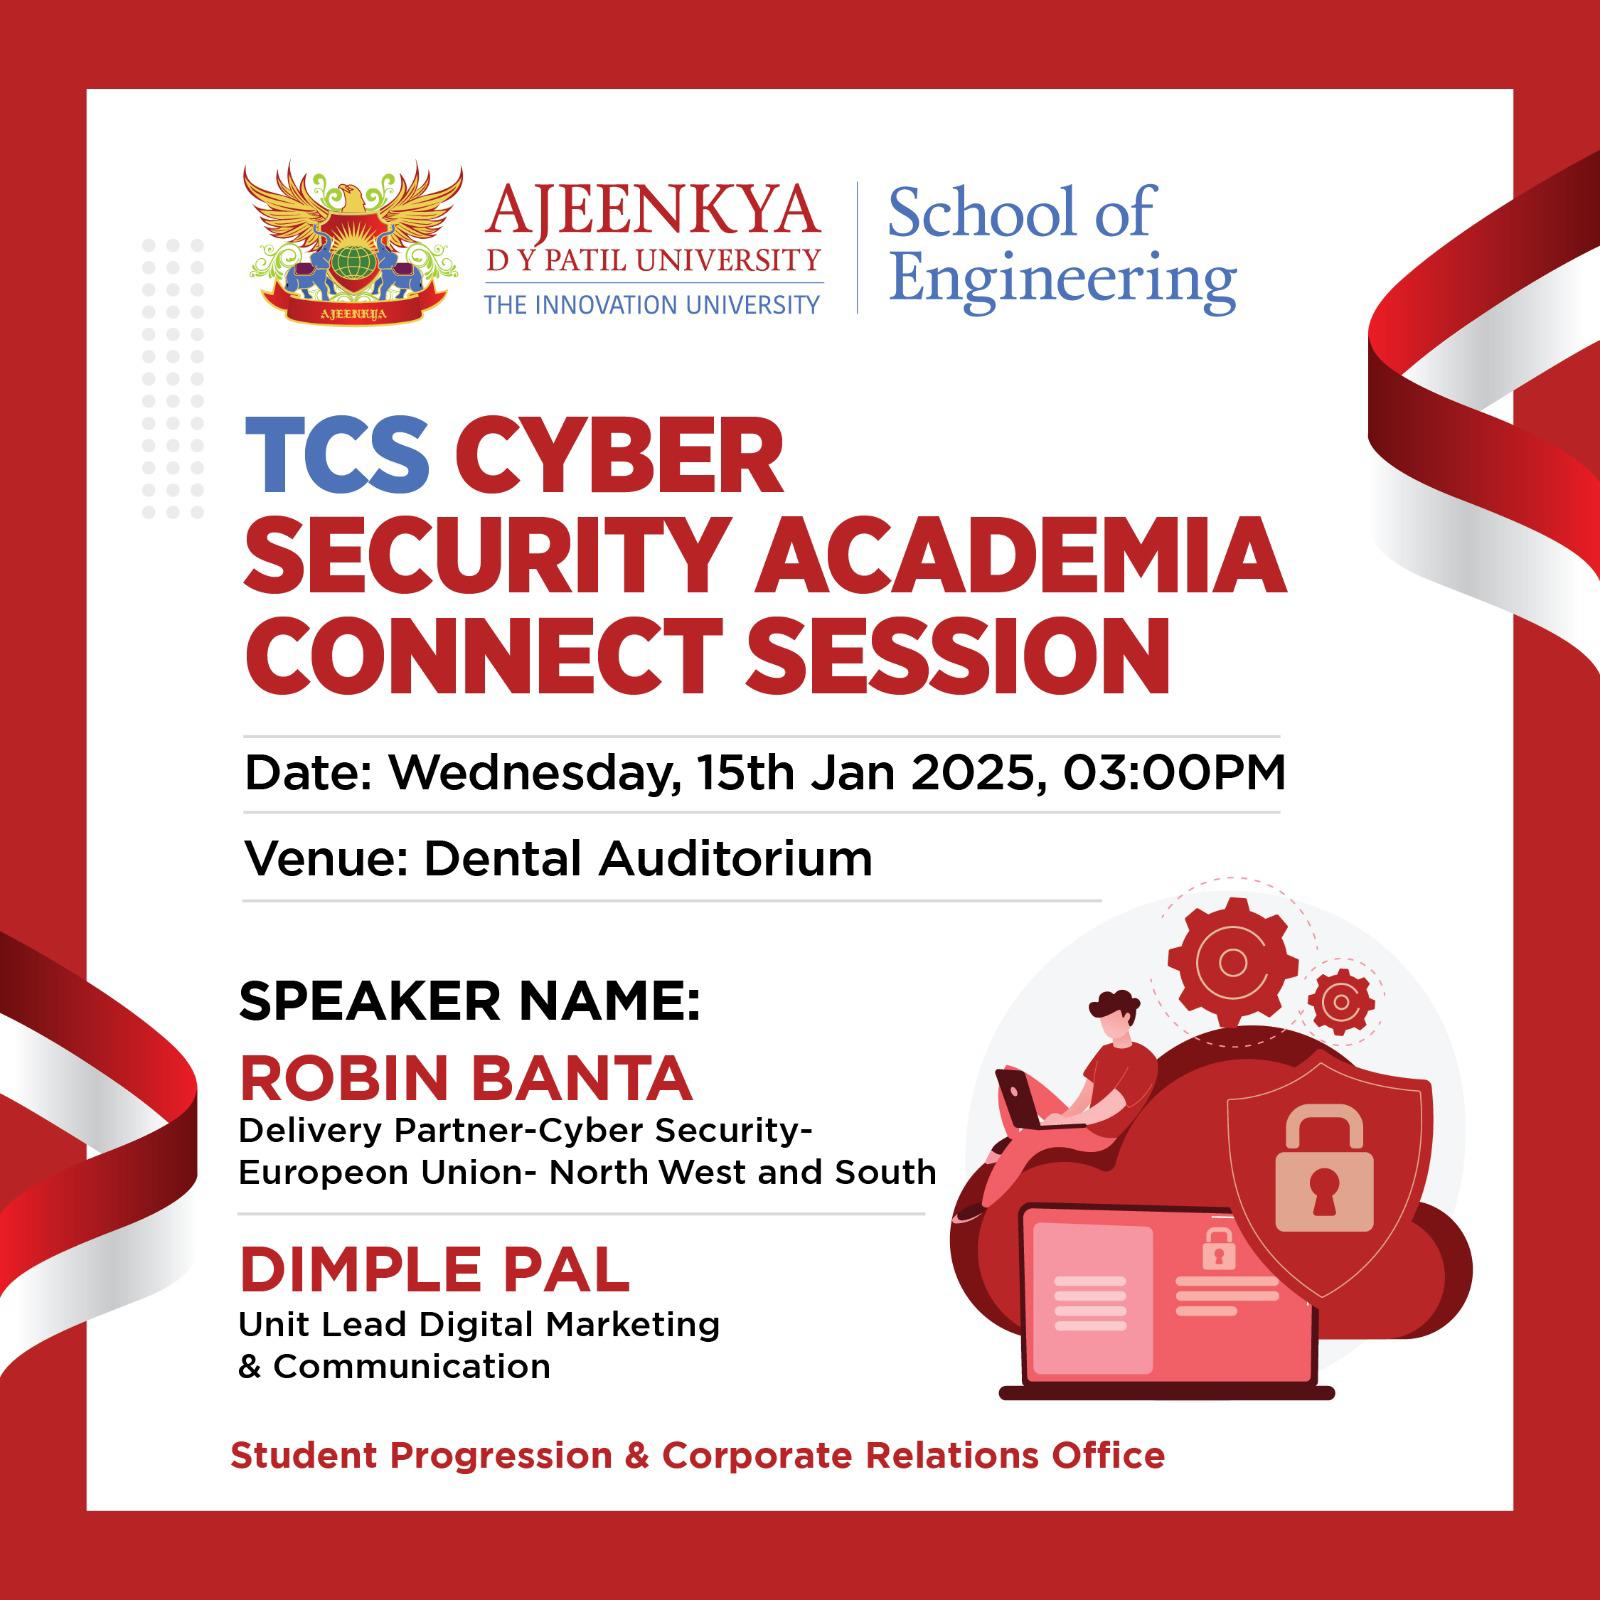 AJEENKYA
D Y PATIL UNIVERSITY
THE INNOVATION UNIVERSITY
School of
Engineering
AJEENKYA
TCS CYBER
SECURITY ACADEMIA
CONNECT SESSION
Date: Wednesday, 15th Jan 2025, 03:00PM
Venue: Dental Auditorium
SPEAKER NAME:
ROBIN BANTA
Delivery Partner-Cyber Security-
Europeon Union- North West and South
DIMPLE PAL
Unit Lead Digital Marketing
& Communication
Student Progression & Corporate Relations Office